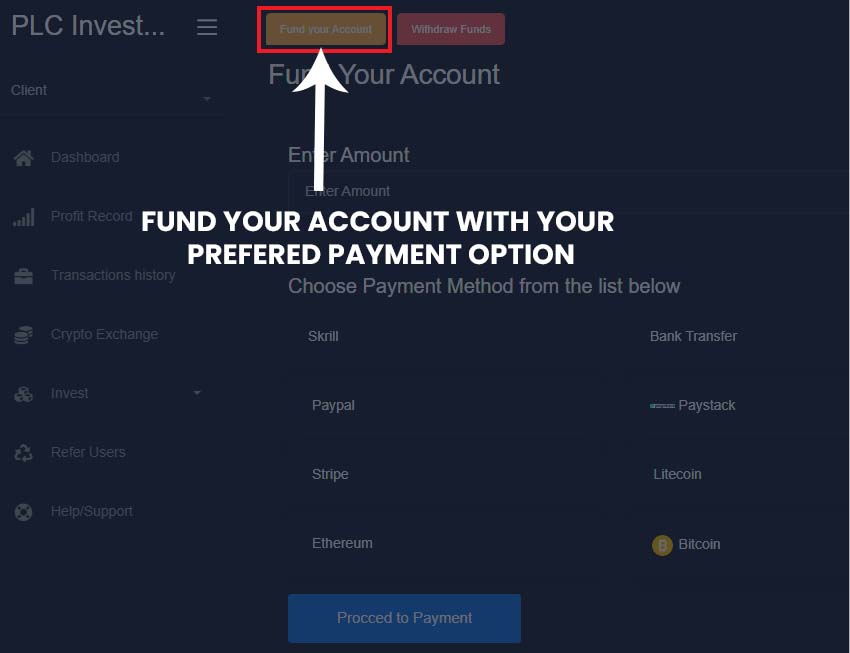 PLC Invest...
Fund your Account
Withdraw Funds
Fund Your Account
Client
Enter Amount
Enter Amount
Dashboard
Profit Record
FUND YOUR ACCOUNT WITH YOUR
PREFERED PAYMENT OPTION
Transactions history
Choose Payment Method from the list below
Crypto Exchange
Skrill
Bank Transfer
Invest
Paypal
Paystack
Refer Users
Stripe
Litecoin
Help/Support
Ethereum
Bitcoin
Procced to Payment